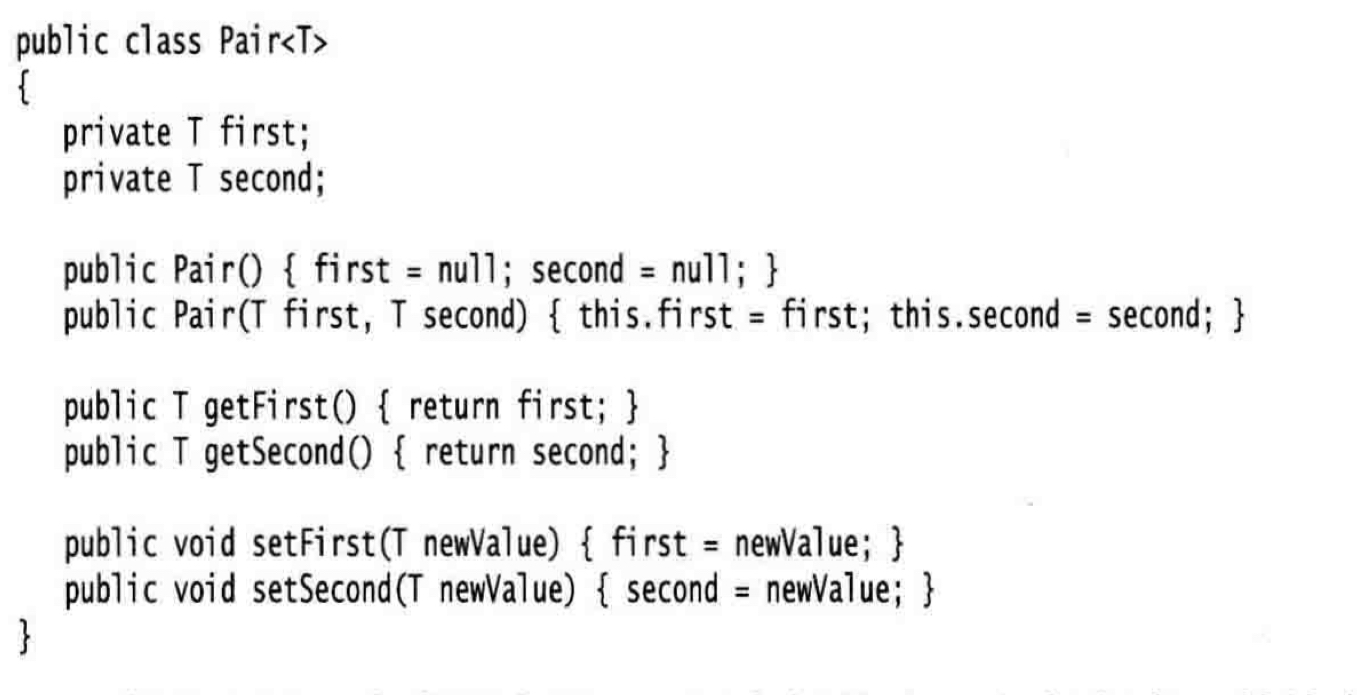 public class Pair<T>
{
private T first;
private T second;
public Pair() { first = null; second = null; }
public Pair(T first, T second) { this.first = first; this.second = second; }
public T getFirst() { return first; }
public T getSecond() { return second; }
public void setFirst(T newValue) { first = newValue; }
public void setSecond(T newValue) { second = newValue; }
}